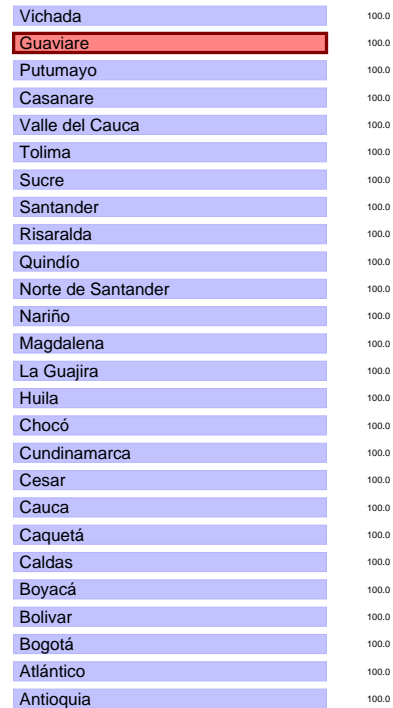 Vichada 100.0
Guaviare 100.0
Putumayo 100.0
Casanare 100.0
Valle del Cauca 100.0
Tolima 100.0
Sucre 100.0
Santander 100.0
Risaralda 100.0
Quindío 100.0
Norte de Santander 100.0
Nariño 100.0
Magdalena 100.0
La Guajira 100.0
Huila 100.0
Chocó 100.0
Cundinamarca 100.0
Cesar 100.0
Cauca 100.0
Caquetá 100.0
Caldas 100.0
Boyacá 100.0
Bolivar 100.0
Bogotá 100.0
Atlántico 100.0
Antioquia 100.0